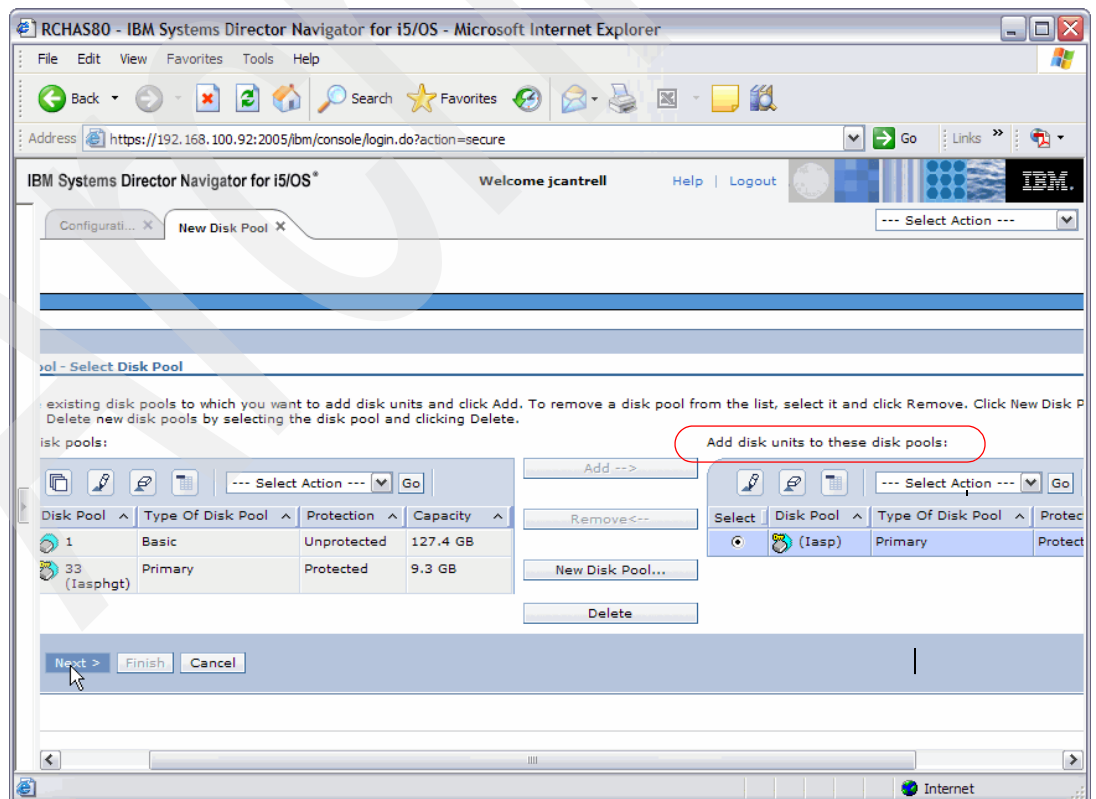 RCHAS80 - IBM Systems Director Navigator for i5/OS - Microsoft Internet Explorer
File Edit View Favorites Tools Help
Back Search Favorites
Address https://192.168.100.92:2005/ibm/console/login.do?action=secure Go Links »
IBM Systems Director Navigator for i5/OS® Welcome jcantrell Help | Logout IBM.
Configurati... X New Disk Pool X --- Select Action ---
ool - Select Disk Pool
existing disk pools to which you want to add disk units and click Add. To remove a disk pool from the list, select it and click Remove. Click New Disk P
Delete new disk pools by selecting the disk pool and clicking Delete.
isk pools: Add disk units to these disk pools:
--- Select Action --- Go Add --> --- Select Action --- Go
Disk Pool Type Of Disk Pool Protection Capacity Remove<-- Select Disk Pool Type Of Disk Pool Protec
1 Basic Unprotected 127.4 GB (Iasp) Primary Protect
33 (Iasphgt) Primary Protected 9.3 GB New Disk Pool...
Delete
Next > Finish Cancel
Internet